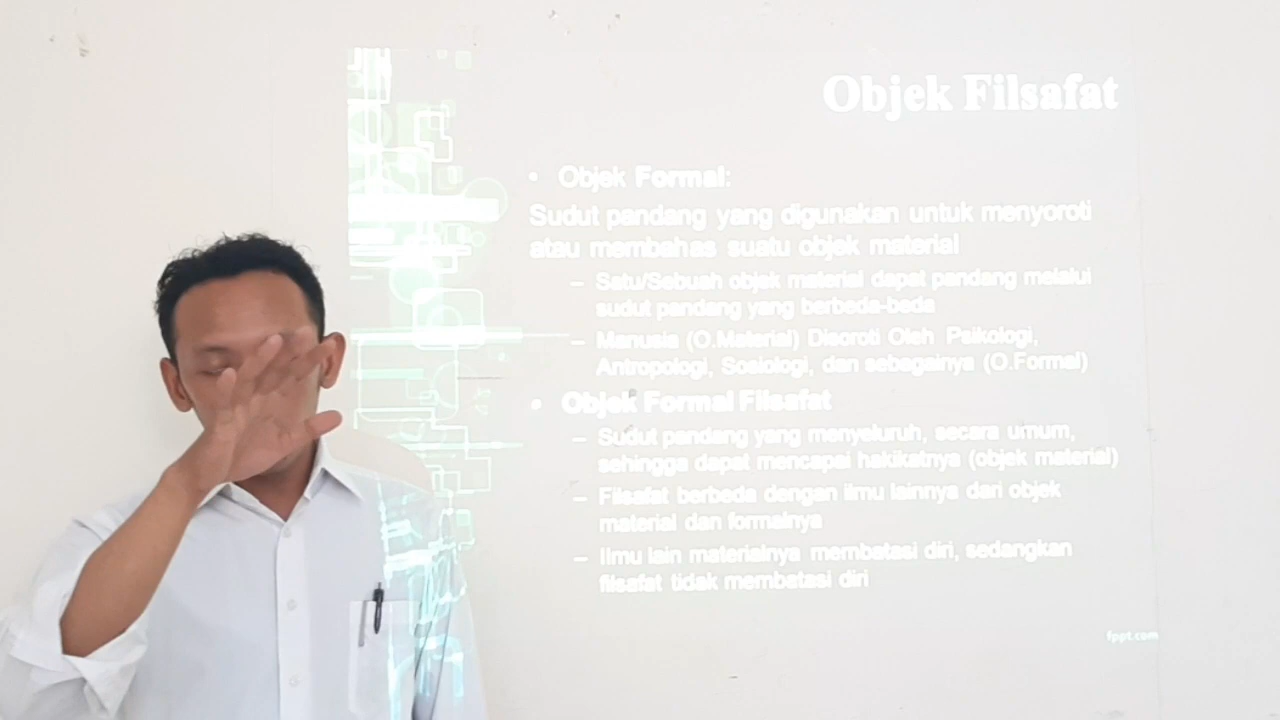 Objek Filsafat
• Objek Formal:
Sudut pandang yang digunakan untuk menyoroti
atau membahas suatu objek material
– Satu/Sebuah objek material dapat pandang melalui
sudut pandang yang berbeda-beda
– Manusia (O.Material) Disoroti Oleh Psikologi,
Antropologi, Sosiologi, dan sebagainya (O.Formal)
• Objek Formal Filsafat
– Sudut pandang yang menyeluruh, secara umum,
sehingga dapat mencapai hakikatnya (objek material)
– Filsafat berbeda dengan ilmu lainnya dari objek
material dan formalnya
– Ilmu lain materialnya membatasi diri, sedangkan
filsafat tidak membatasi diri
fppt.com